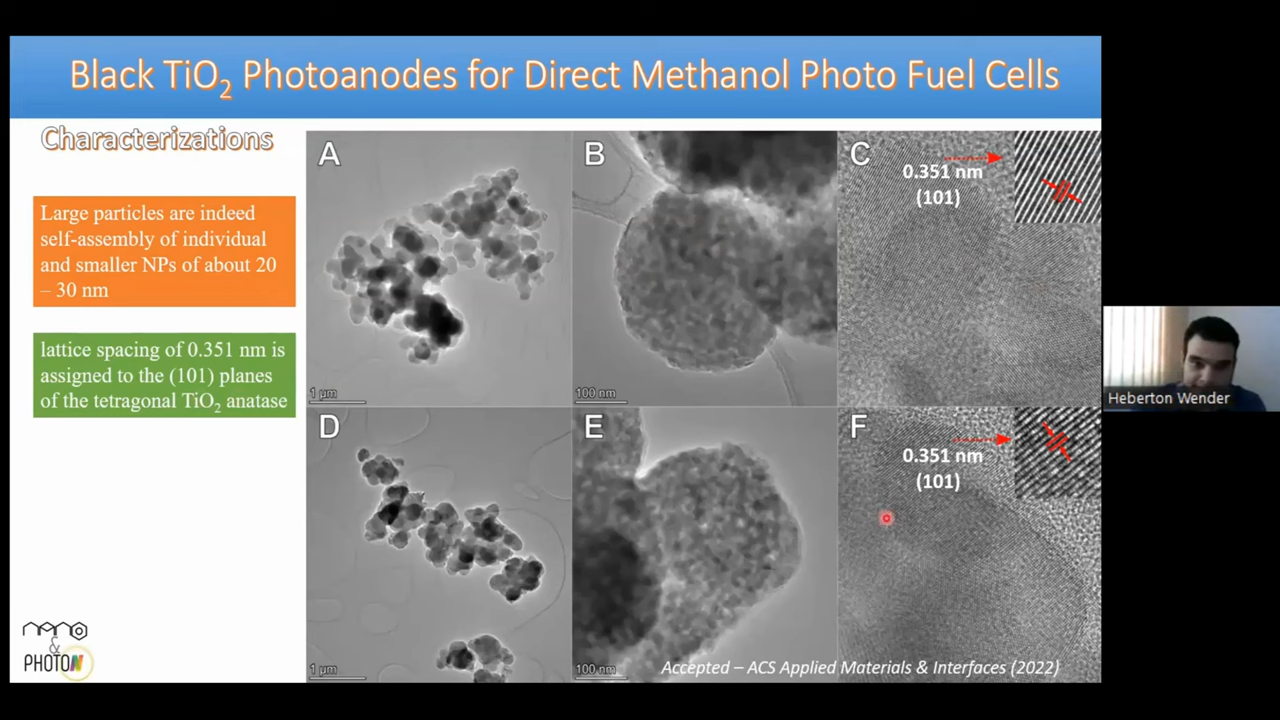 Black TiO₂ Photoanodes for Direct Methanol Photo Fuel Cells
Characterizations
Large particles are indeed
self-assembly of individual
and smaller NPs of about 20
– 30 nm
lattice spacing of 0.351 nm is
assigned to the (101) planes
of the tetragonal TiO₂ anatase
A
1 µm
B
100 nm
C
0.351 nm
(101)
D
1 µm
E
100 nm
F
0.351 nm
(101)
Accepted – ACS Applied Materials & Interfaces (2022)
Heberton Wender
nano
&
PHOTON